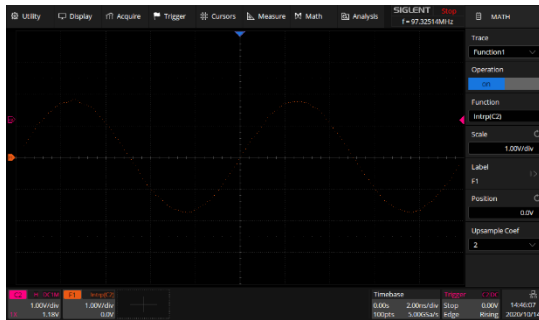 Utility Display Acquire Trigger Cursors Measure Math Analysis SIGLENT Stop
f = 97.32514MHz
MATH
Trace
Function1
Operation
on
Function
Intrp(C2)
Scale
1.00V/div
Label
F1
Position
0.0V
Upsample Coef
2
C2 DC1M F1 Intrp(C2) Timebase Trigger C2DC
1.00V/div 1.00V/div 0.00s 2.00ns/div Stop 0.00V 14:46:07
1.18V 0.0V 100pts 5.00GSa/s Edge Rising 2020/10/14